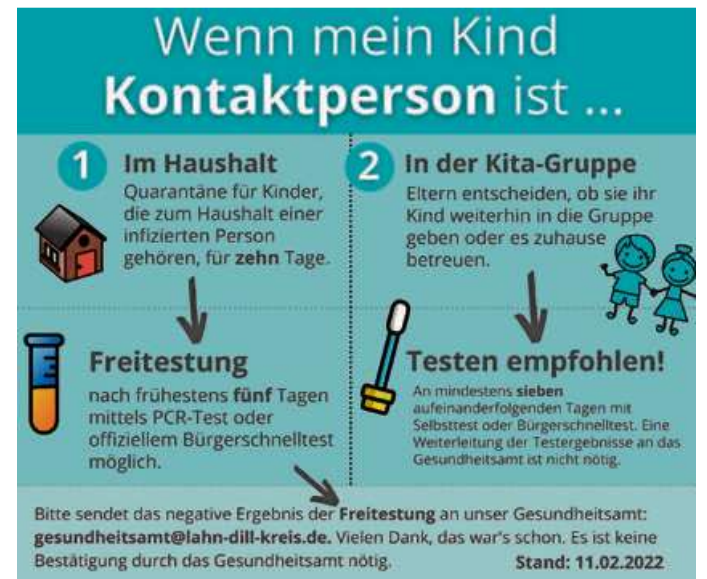 Wenn mein Kind
Kontaktperson ist ...
1 Im Haushalt
Quarantäne für Kinder,
die zum Haushalt einer
infizierten Person
gehören, für zehn Tage.
Freitestung
nach frühestens fünf Tagen
mittels PCR-Test oder
offiziellem Bürgerschnelltest
möglich.
2 In der Kita-Gruppe
Eltern entscheiden, ob sie ihr
Kind weiterhin in die Gruppe
geben oder es zuhause
betreuen.
Testen empfohlen!
An mindestens sieben
aufeinanderfolgenden Tagen mit
Selbsttest oder Bürgerschnelltest. Eine
Weiterleitung der Testergebnisse an das
Gesundheitsamt ist nicht nötig.
Bitte sendet das negative Ergebnis der Freitestung an unser Gesundheitsamt:
gesundheitsamt@lahn-dill-kreis.de. Vielen Dank, das war's schon. Es ist keine
Bestätigung durch das Gesundheitsamt nötig. Stand: 11.02.2022